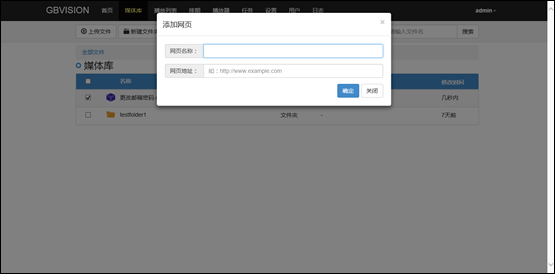 GBVISION 首页 媒体库 播放列表 排期 播放器 任务 设置 用户 日志 admin
添加网页 ×
上传文件 新建文件夹 输入文件名 搜索
网页名称：
全部文件
媒体库
网页地址： 如：http://www.example.com
名称 修改时间
确定 关闭
更改邮箱密码 几秒内
testfolder1 文件夹 - 7天前